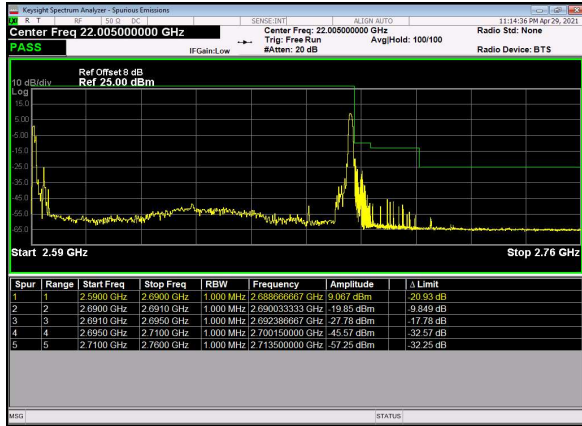 Keysight Spectrum Analyzer - Spurious Emissions
R T RF 50 Ω DC SENSE:INT ALIGN AUTO 11:14:36 PM Apr 29, 2021
Center Freq 22.005000000 GHz Center Freq: 22.005000000 GHz Radio Std: None
Trig: Free Run Avg|Hold: 100/100
PASS IFGain:Low #Atten: 20 dB Radio Device: BTS
Ref Offset 8 dB
10 dB/div Ref 25.00 dBm
Log
15.0
5.00
-5.00
-15.0
-25.0
-35.0
-45.0
-55.0
-65.0
Start 2.59 GHz Stop 2.76 GHz
Spur Range Start Freq Stop Freq RBW Frequency Amplitude Δ Limit
1 1 2.5900 GHz 2.6900 GHz 1.000 MHz 2.688666667 GHz 9.067 dBm -20.93 dB
2 2 2.6900 GHz 2.6910 GHz 1.000 MHz 2.690033333 GHz -19.85 dBm -9.849 dB
3 3 2.6910 GHz 2.6950 GHz 1.000 MHz 2.692386667 GHz -27.78 dBm -17.78 dB
4 4 2.6950 GHz 2.7100 GHz 1.000 MHz 2.700150000 GHz -45.57 dBm -32.57 dB
5 5 2.7100 GHz 2.7600 GHz 1.000 MHz 2.713500000 GHz -57.25 dBm -32.25 dB
MSG STATUS